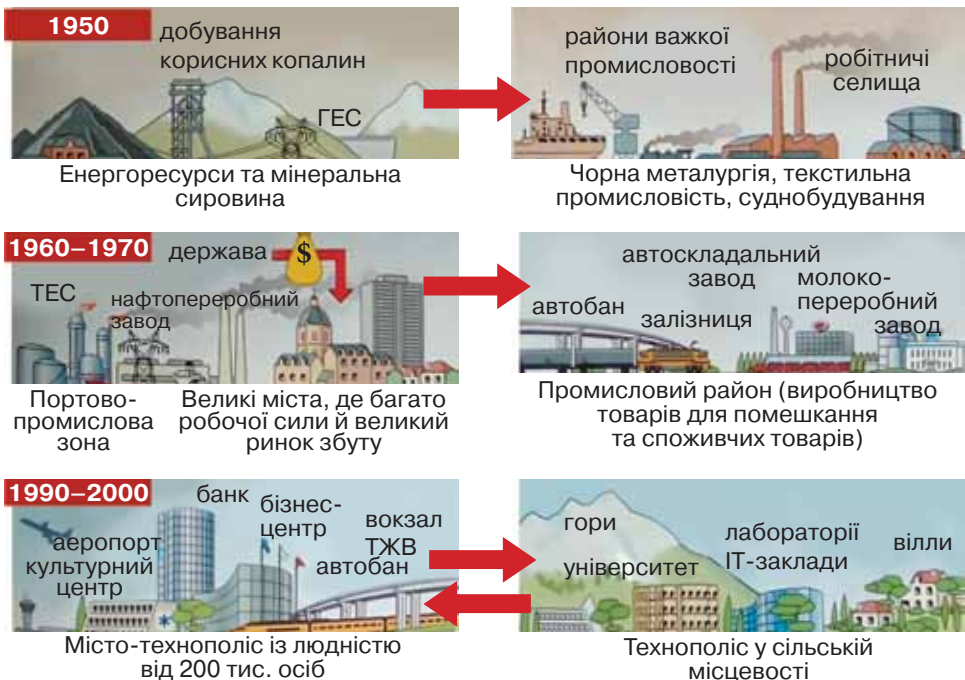 1950
добування
корисних копалин
ГЕС
Енергоресурси та мінеральна
сировина
райони важкої
промисловості
робітничі
селища
Чорна металургія, текстильна
промисловість, суднобудування
1960–1970
держава
$
ТЕС
нафтопереробний
завод
Портово-
промислова
зона
Великі міста, де багато
робочої сили й великий
ринок збуту
автоскладальний
завод
молоко-
переробний
завод
автобан
залізниця
Промисловий район (виробництво
товарів для помешкання
та споживчих товарів)
1990–2000
банк
бізнес-
центр
вокзал
ТЖВ
автобан
аеропорт
культурний
центр
Місто-технополіс із людністю
від 200 тис. осіб
гори
університет
лабораторії
ІТ-заклади
вілли
Технополіс у сільській
місцевості